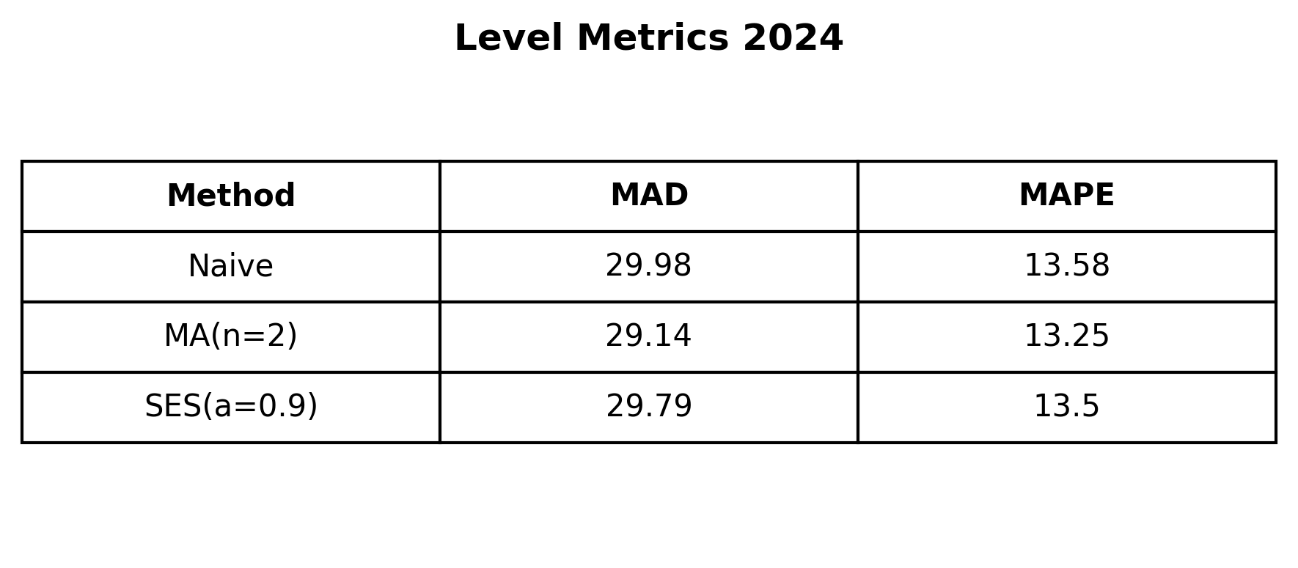 Level Metrics 2024
Method MAD MAPE
Naive 29.98 13.58
MA(n=2) 29.14 13.25
SES(a=0.9) 29.79 13.5